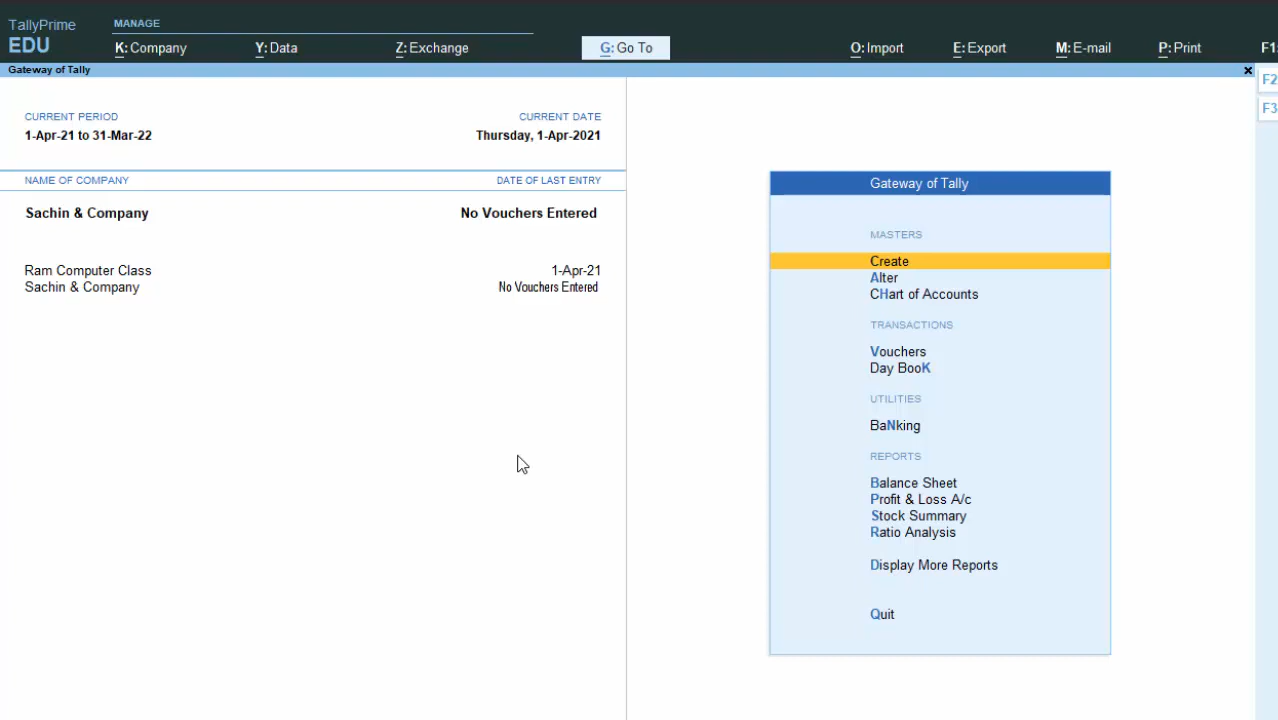 TallyPrime
EDU
MANAGE
K: Company
Y: Data
Z: Exchange
G: Go To
O: Import
E: Export
M: E-mail
P: Print
F1:
Gateway of Tally
F2
F3
CURRENT PERIOD
CURRENT DATE
1-Apr-21 to 31-Mar-22
Thursday, 1-Apr-2021
NAME OF COMPANY
DATE OF LAST ENTRY
Sachin & Company
No Vouchers Entered
Ram Computer Class
1-Apr-21
Sachin & Company
No Vouchers Entered
Gateway of Tally
MASTERS
Create
Alter
CHart of Accounts
TRANSACTIONS
Vouchers
Day BooK
UTILITIES
BaNking
REPORTS
Balance Sheet
Profit & Loss A/c
Stock Summary
Ratio Analysis
Display More Reports
Quit